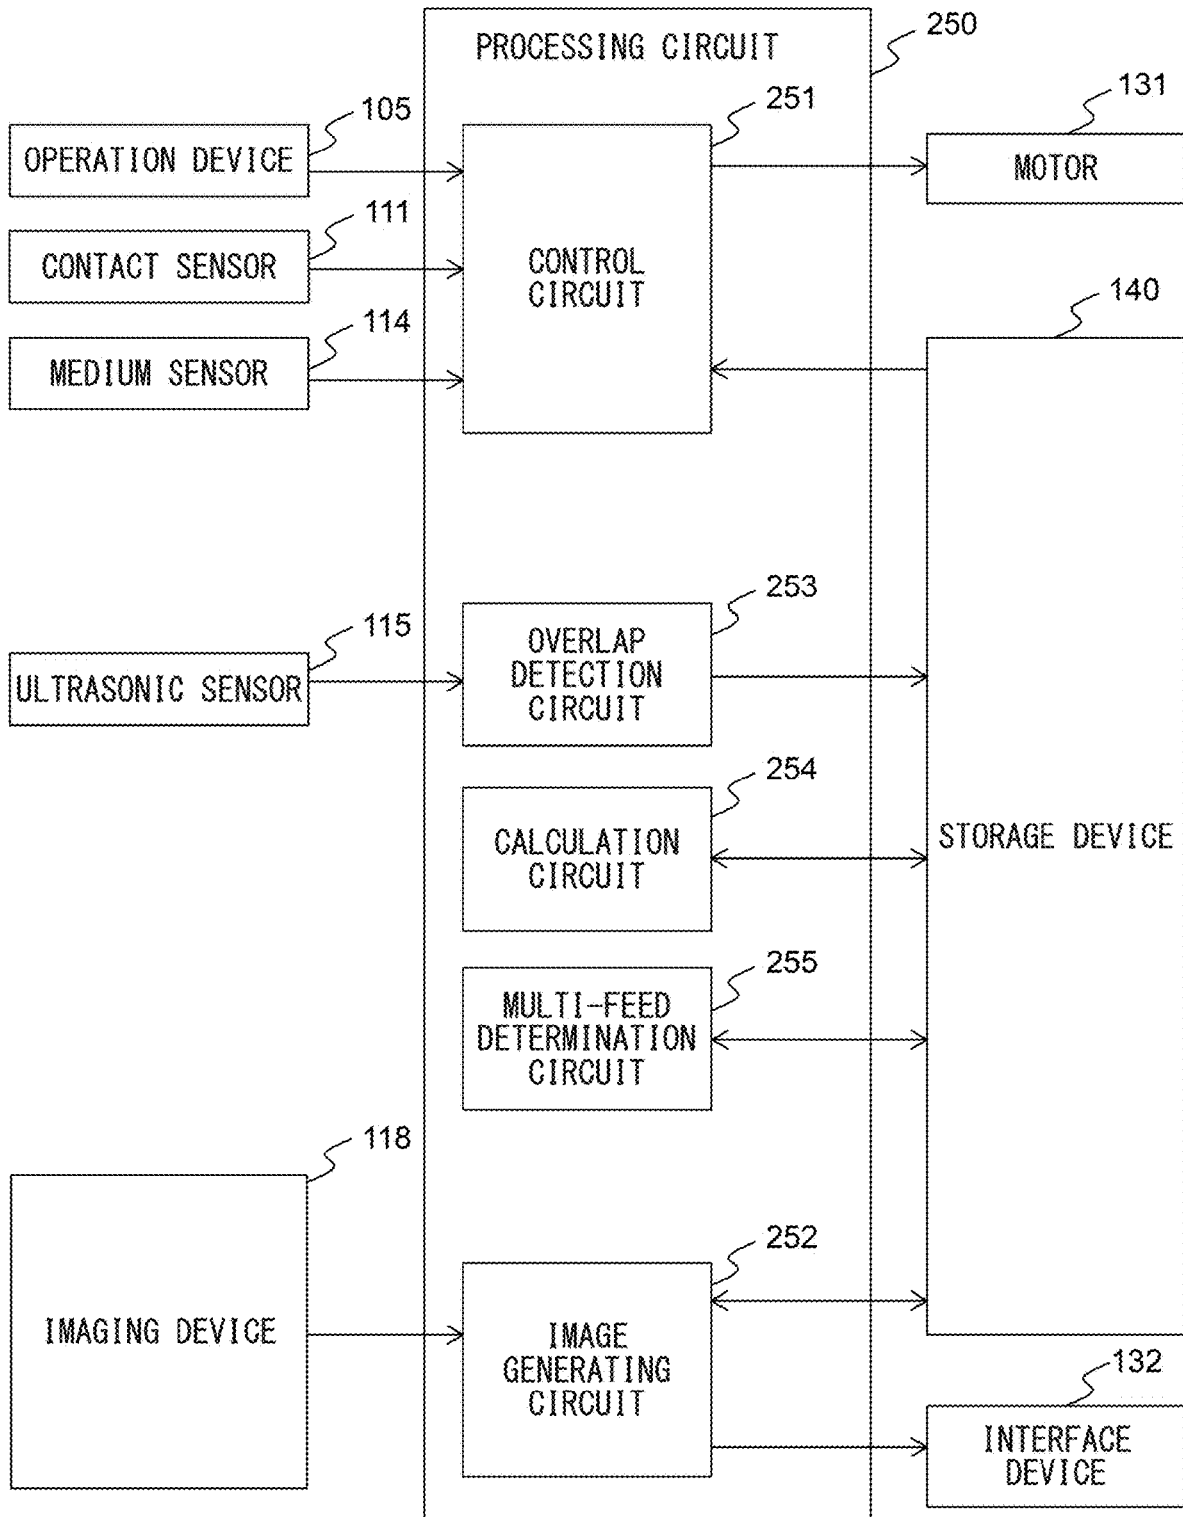 PROCESSING CIRCUIT
250
105
251
131
OPERATION DEVICE
MOTOR
111
CONTACT SENSOR
CONTROL
CIRCUIT
140
114
MEDIUM SENSOR
253
115
OVERLAP
DETECTION
CIRCUIT
ULTRASONIC SENSOR
254
CALCULATION
CIRCUIT
STORAGE DEVICE
255
MULTI-FEED
DETERMINATION
CIRCUIT
118
252
IMAGING DEVICE
IMAGE
GENERATING
CIRCUIT
132
INTERFACE
DEVICE